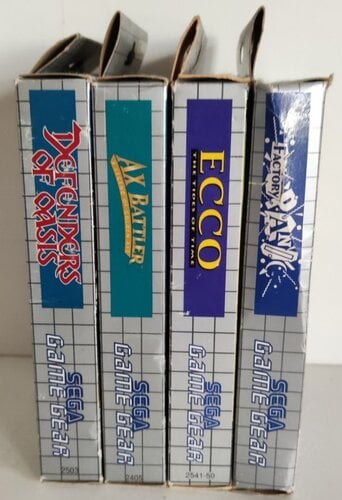 DEFENDERS
OF OASIS
SEGA
GAME GEAR
2503
AX BATTLER
SEGA
GAME GEAR
2405
ECCO
THE TIDES OF TIME
SEGA
GAME GEAR
2541-50
FACTORY
PANIC
SEGA
GAME GEAR